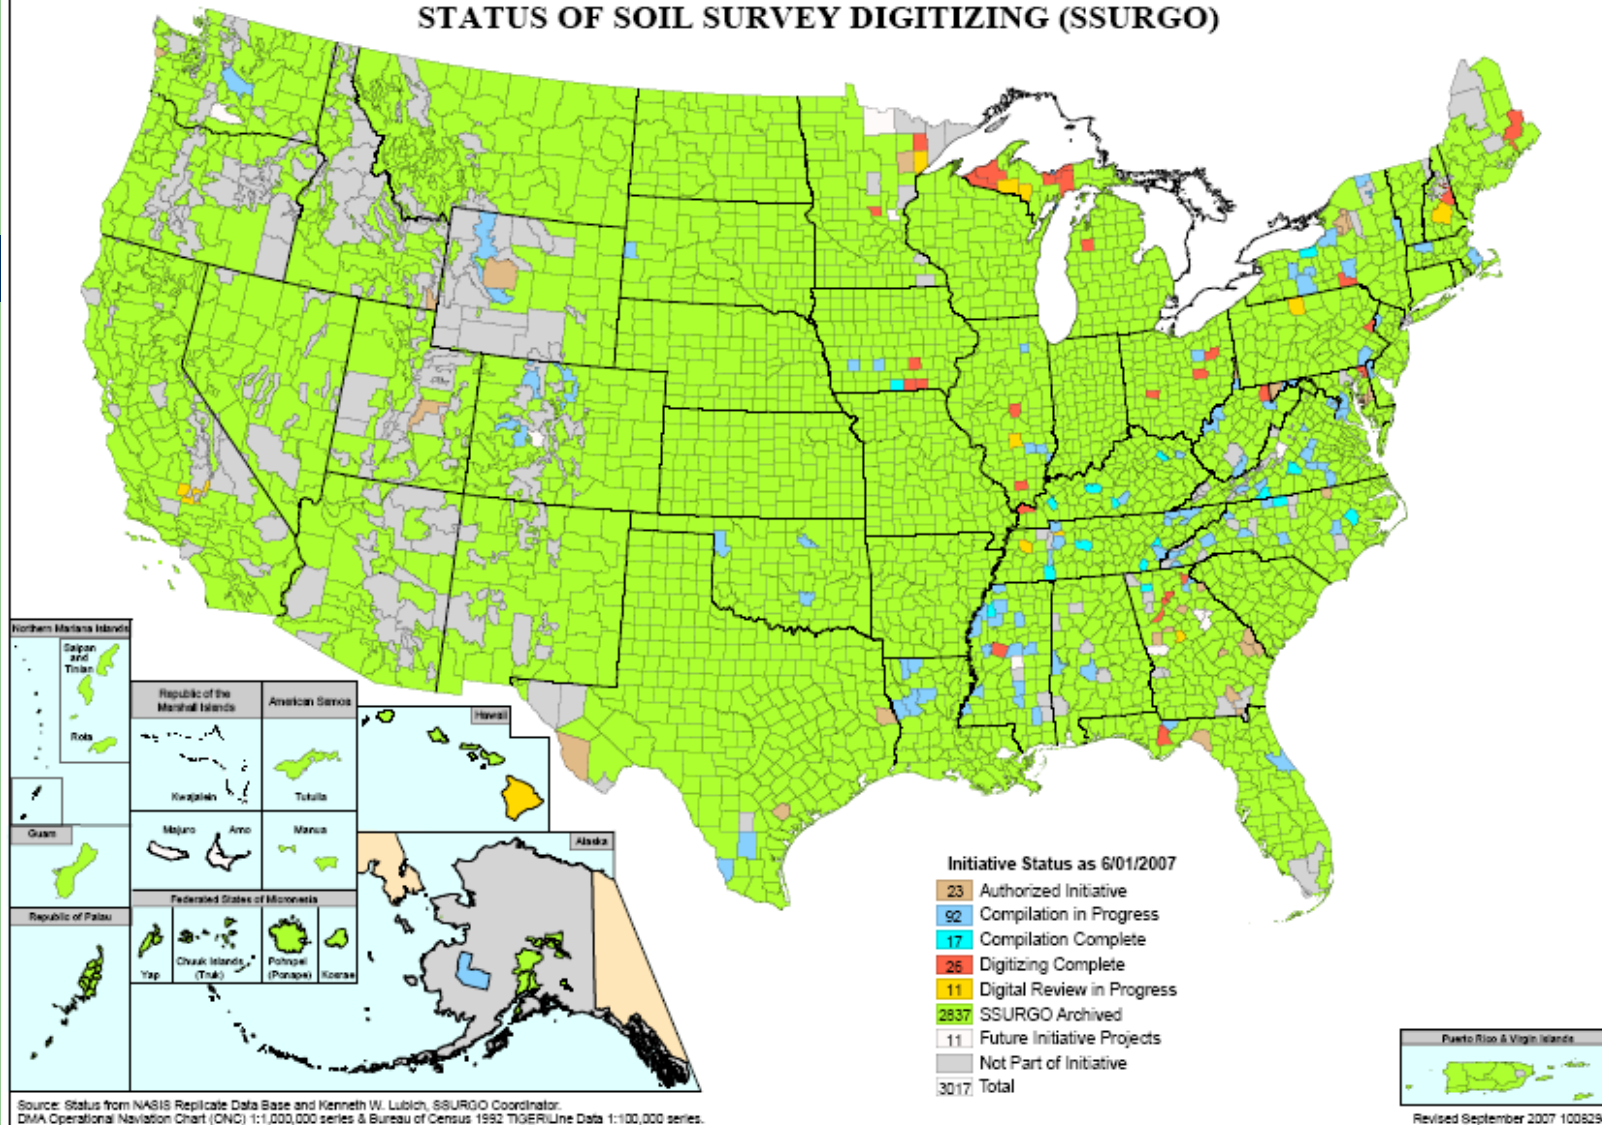 STATUS OF SOIL SURVEY DIGITIZING (SSURGO)
Northern Mariana Islands
Saipan
and
Tinian
Rota
Guam
Republic of Palau
Republic of the
Marshall Islands
Kwajalein
Majuro
Arno
American Samoa
Tutuila
Manua
Federated States of Micronesia
Yap
Chuuk Islands
(Truk)
Pohnpei
(Ponape)
Kosrae
Hawaii
Alaska
Initiative Status as 6/01/2007
23 Authorized Initiative
92 Compilation in Progress
17 Compilation Complete
26 Digitizing Complete
11 Digital Review in Progress
2837 SSURGO Archived
11 Future Initiative Projects
Not Part of Initiative
3017 Total
Puerto Rico & Virgin Islands
Source: Status from NASIS Replicate Data Base and Kenneth W. Lubich, SSURGO Coordinator.
DMA Operational Naviation Chart (ONC) 1:1,000,000 series & Bureau of Census 1992 TIGER/Line Data 1:100,000 series.
Revised September 2007 100829